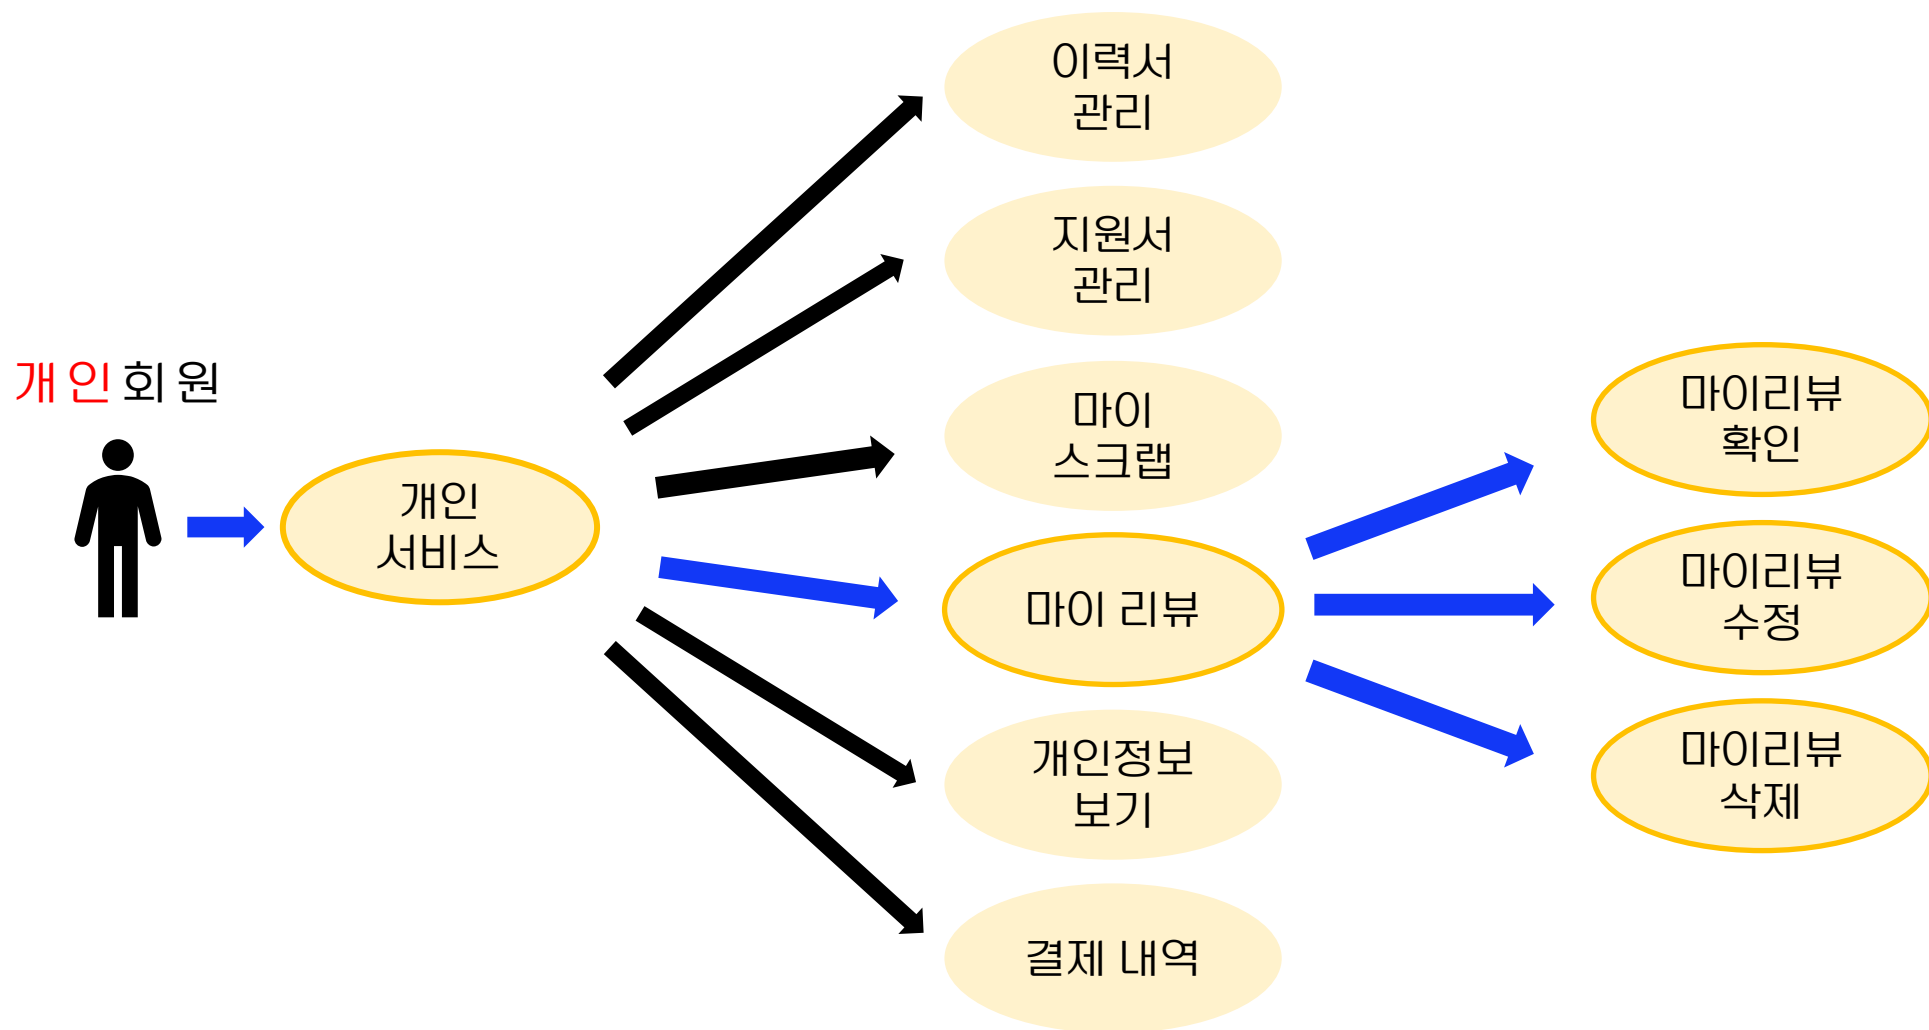 개인회원
개인
서비스
이력서
관리
지원서
관리
마이
스크랩
마이 리뷰
개인정보
보기
결제 내역
마이리뷰
확인
마이리뷰
수정
마이리뷰
삭제